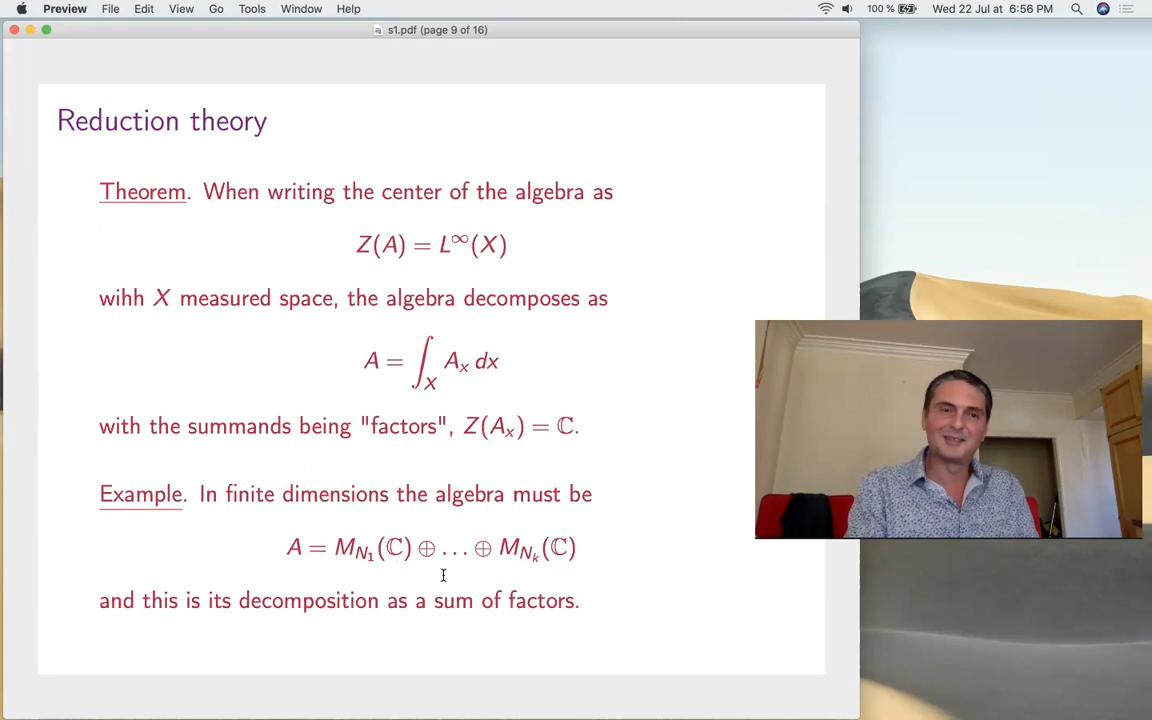 Preview File Edit View Go Tools Window Help 100 % Wed 22 Jul at 6:56 PM
s1.pdf (page 9 of 16)
Reduction theory
Theorem. When writing the center of the algebra as
Z(A) = L^∞(X)
wihh X measured space, the algebra decomposes as
A = ∫_X A_x dx
with the summands being "factors", Z(A_x) = ℂ.
Example. In finite dimensions the algebra must be
A = M_{N_1}(ℂ) ⊕ … ⊕ M_{N_k}(ℂ)
and this is its decomposition as a sum of factors.